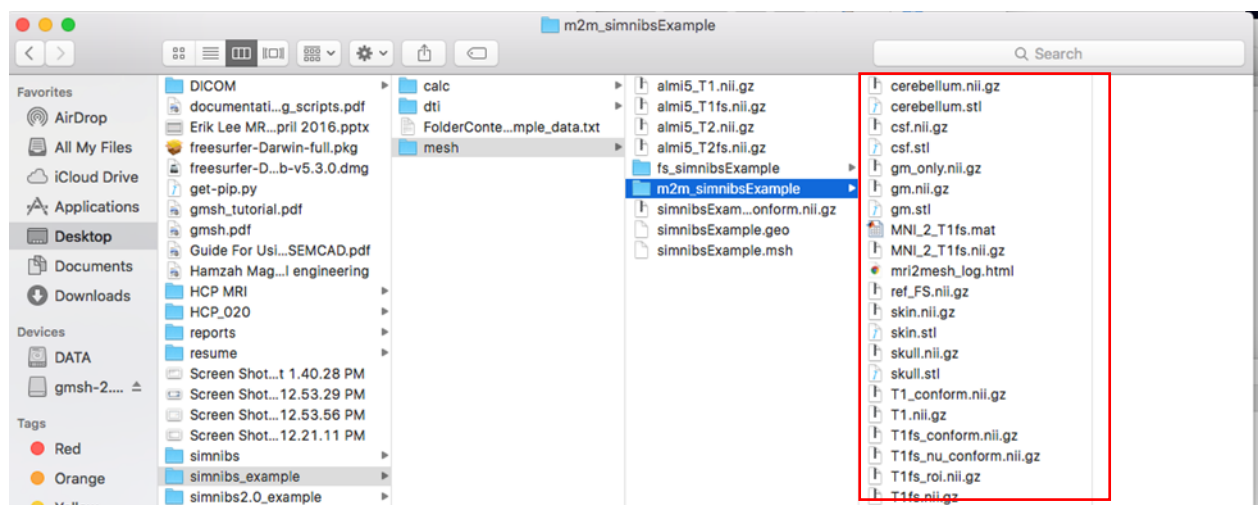 m2m_simnibsExample
Search
Favorites
AirDrop
All My Files
iCloud Drive
Applications
Desktop
Documents
Downloads
Devices
DATA
gmsh-2....
Tags
Red
Orange
DICOM
documentati...g_scripts.pdf
Erik Lee MR...pril 2016.pptx
freesurfer-Darwin-full.pkg
freesurfer-D...b-v5.3.0.dmg
get-pip.py
gmsh_tutorial.pdf
gmsh.pdf
Guide For Usi...SEMCAD.pdf
Hamzah Mag...l engineering
HCP MRI
HCP_020
reports
resume
Screen Shot...t 1.40.28 PM
Screen Shot...12.53.29 PM
Screen Shot...12.53.56 PM
Screen Shot...12.21.11 PM
simnibs
simnibs_example
simnibs2.0_example
calc
dti
FolderConte...mple_data.txt
mesh
almi5_T1.nii.gz
almi5_T1fs.nii.gz
almi5_T2.nii.gz
almi5_T2fs.nii.gz
fs_simnibsExample
m2m_simnibsExample
simnibsExam...onform.nii.gz
simnibsExample.geo
simnibsExample.msh
cerebellum.nii.gz
cerebellum.stl
csf.nii.gz
csf.stl
gm_only.nii.gz
gm.nii.gz
gm.stl
MNI_2_T1fs.mat
MNI_2_T1fs.nii.gz
mri2mesh_log.html
ref_FS.nii.gz
skin.nii.gz
skin.stl
skull.nii.gz
skull.stl
T1_conform.nii.gz
T1.nii.gz
T1fs_conform.nii.gz
T1fs_nu_conform.nii.gz
T1fs_roi.nii.gz
T1fs.nii.gz